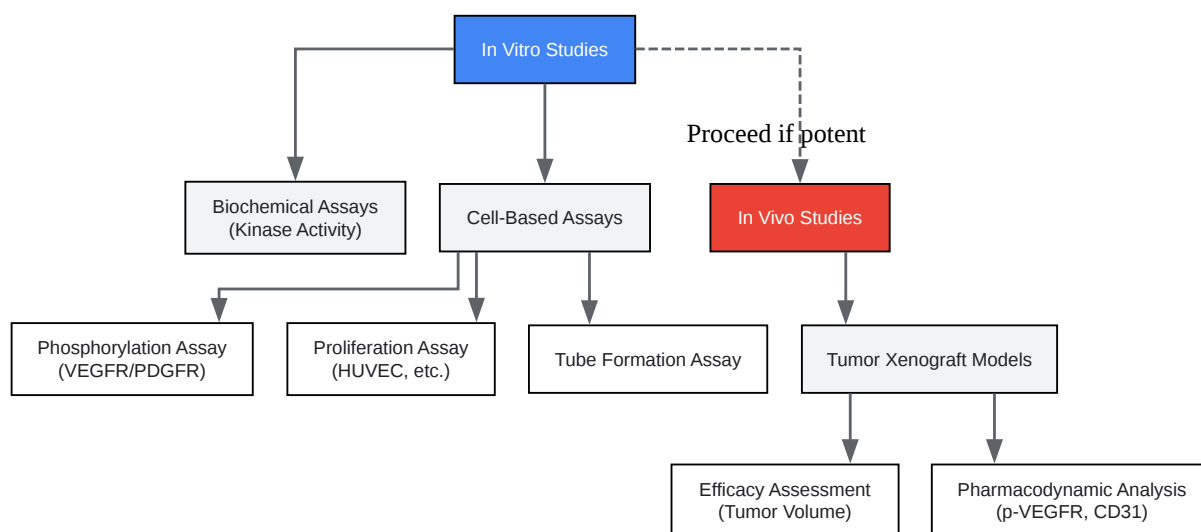 In Vitro Studies
Proceed if potent
Biochemical Assays
(Kinase Activity)
Cell-Based Assays
In Vivo Studies
Phosphorylation Assay
(VEGFR/PDGFR)
Proliferation Assay
(HUVEC, etc.)
Tube Formation Assay
Tumor Xenograft Models
Efficacy Assessment
(Tumor Volume)
Pharmacodynamic Analysis
(p-VEGFR, CD31)